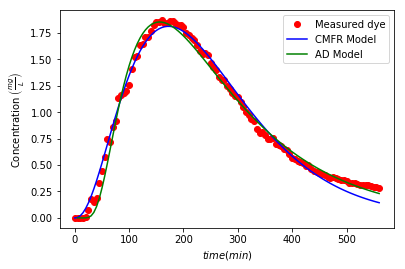 Measured dye
CMFR Model
AD Model
Concentration (mg/L)
1.75
1.50
1.25
1.00
0.75
0.50
0.25
0.00
0 100 200 300 400 500
time(min)